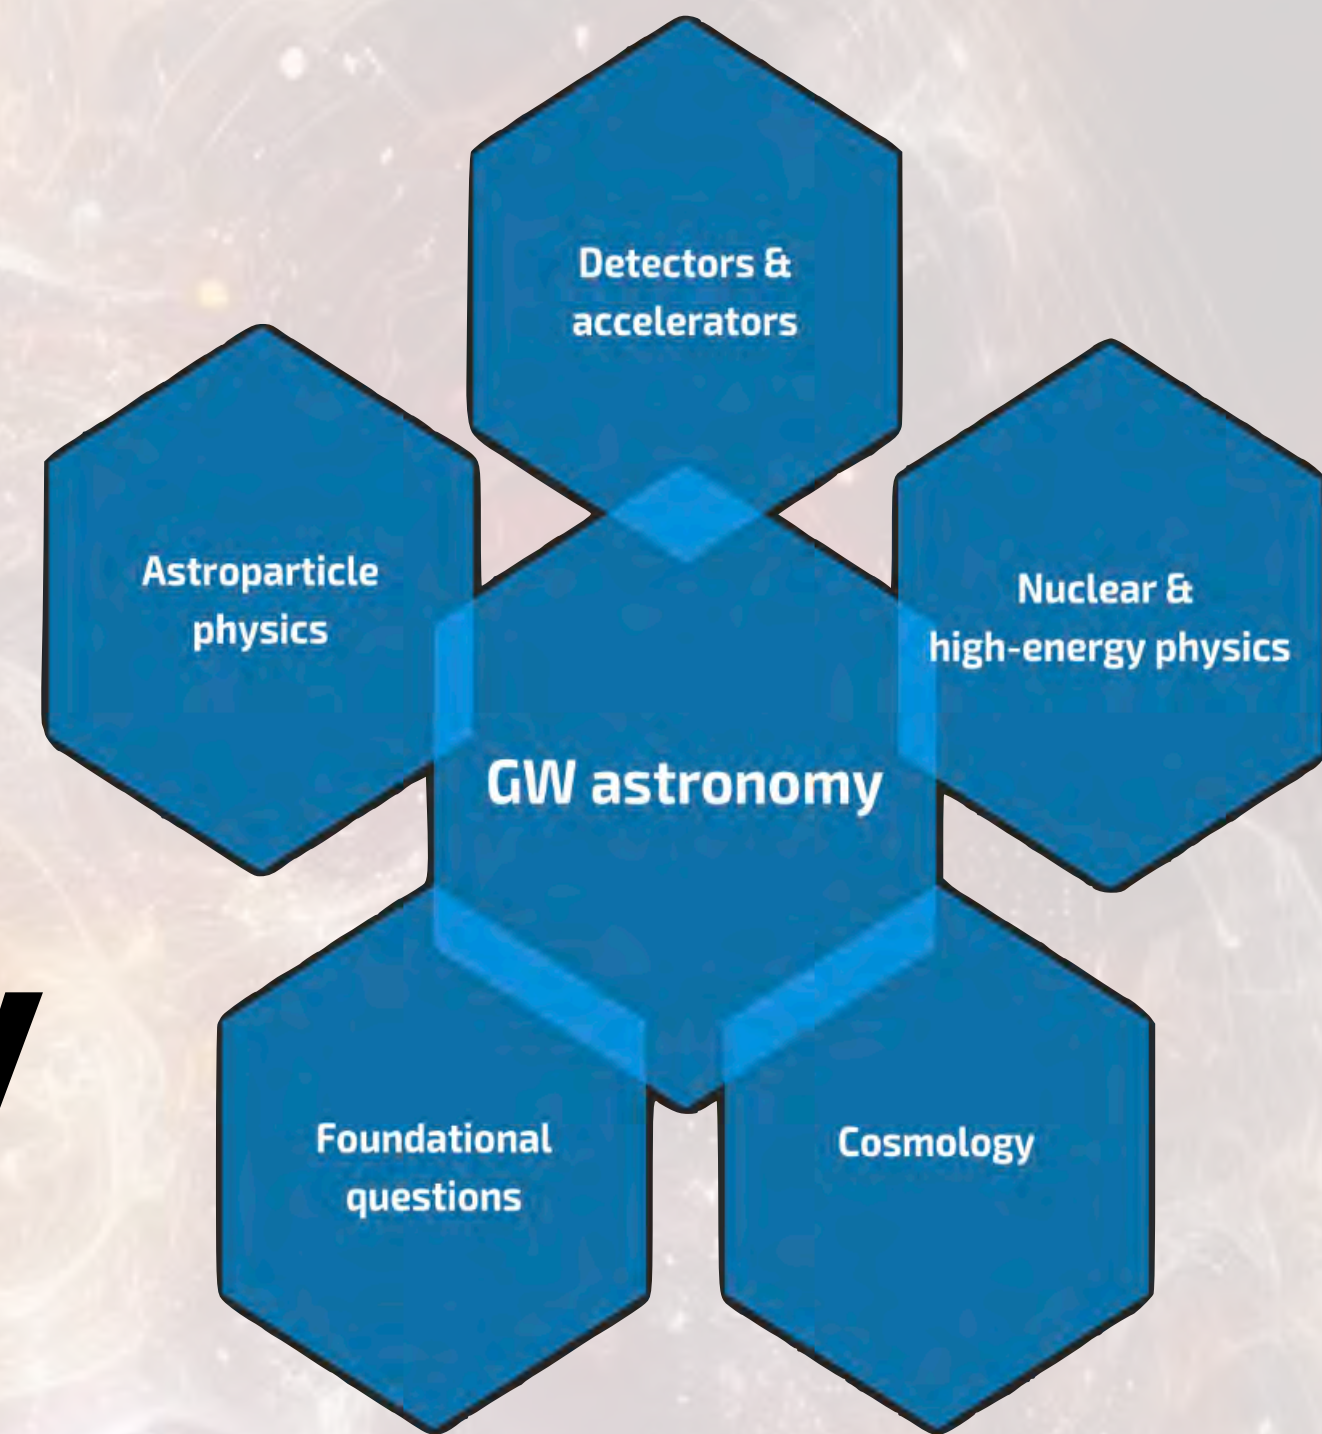 Detectors &
accelerators
Astroparticle
physics
Nuclear &
high-energy physics
GW astronomy
Foundational
questions
Cosmology